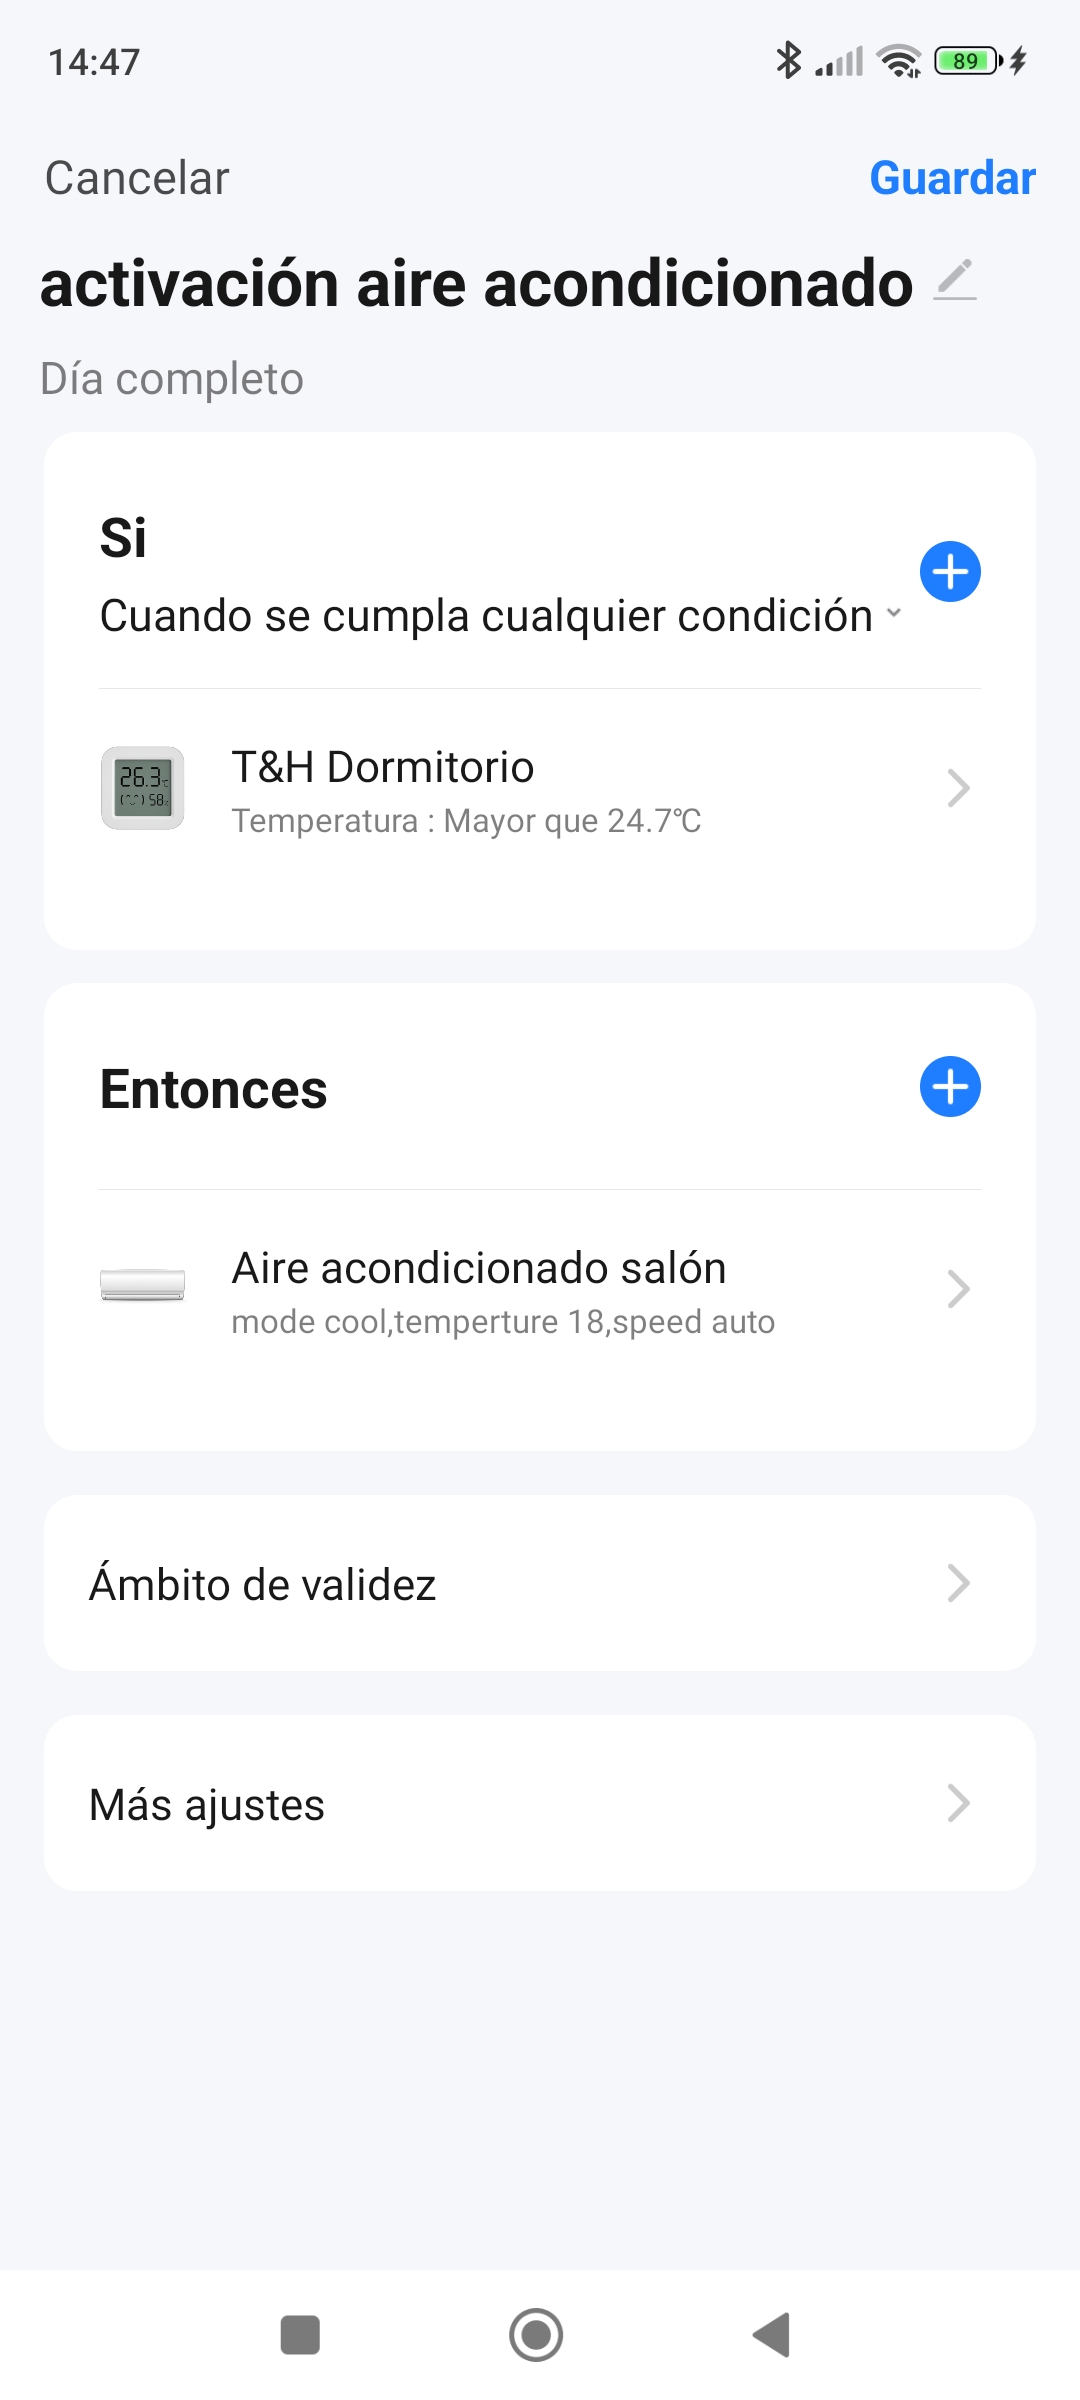 14:47
89
Cancelar
Guardar
activación aire acondicionado
Día completo
Si
Cuando se cumpla cualquier condición
26.3
58
T&H Dormitorio
Temperatura : Mayor que 24.7℃
Entonces
Aire acondicionado salón
mode cool,temperture 18,speed auto
Ámbito de validez
Más ajustes